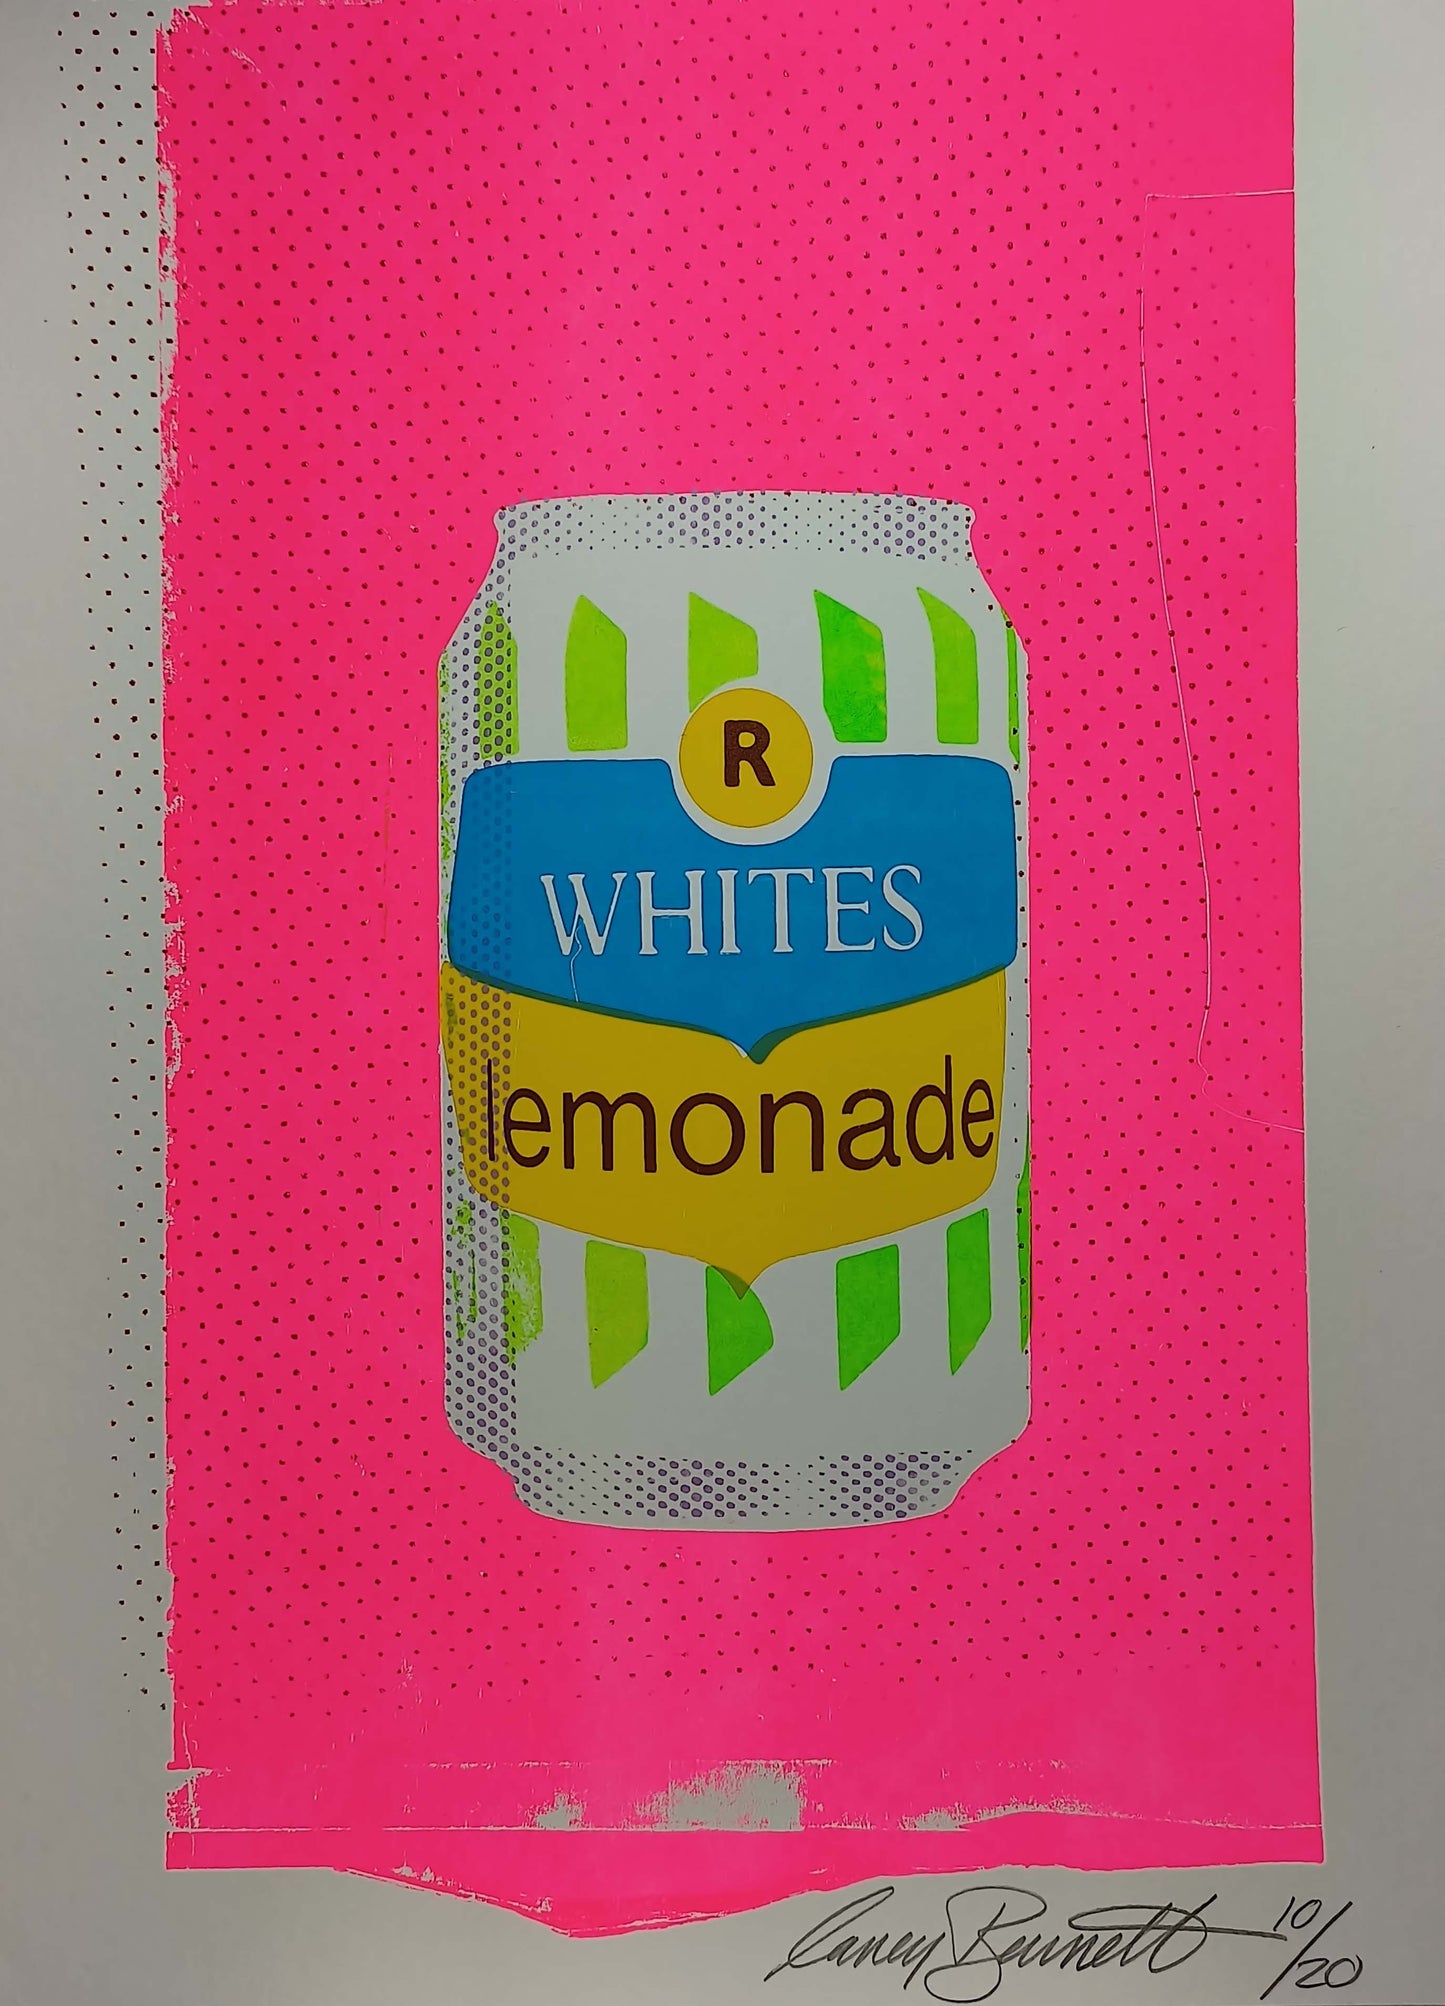 R
WHITES
lemonade
Carey Bennett 10/20